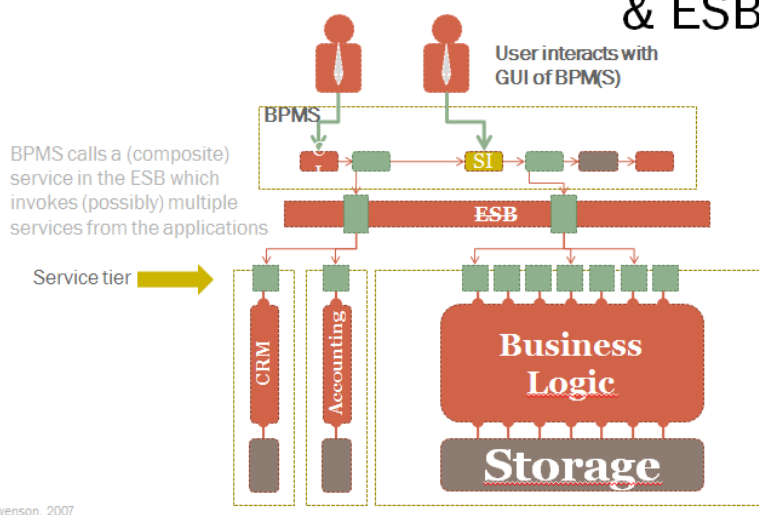 & ESB
User interacts with
GUI of BPM(S)
BPMS
SI
BPMS calls a (composite)
service in the ESB which
invokes (possibly) multiple
services from the applications
ESB
Service tier
CRM
Accounting
Business
Logic
Storage
2007